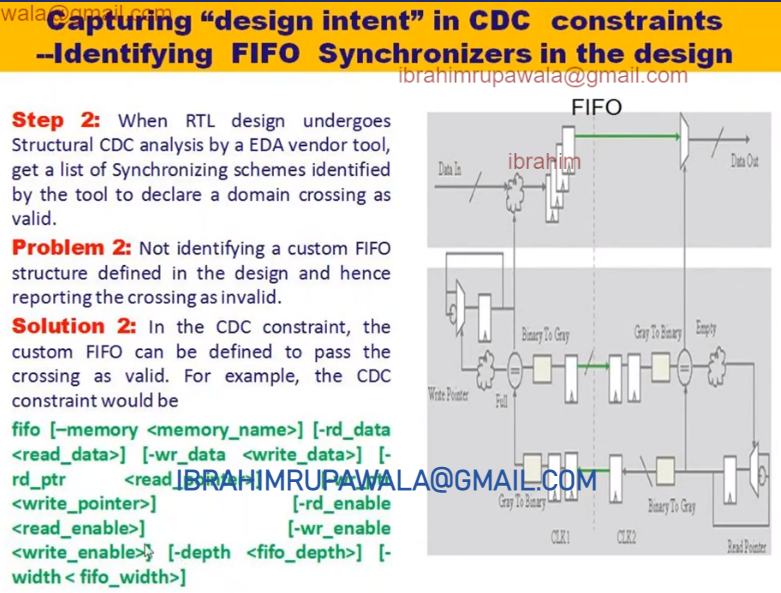 wala@gmail.com
Capturing “design intent” in CDC constraints
--Identifying FIFO Synchronizers in the design
ibrahimrupawala@gmail.com
Step 2: When RTL design undergoes
Structural CDC analysis by a EDA vendor tool,
get a list of Synchronizing schemes identified
by the tool to declare a domain crossing as
valid.
Problem 2: Not identifying a custom FIFO
structure defined in the design and hence
reporting the crossing as invalid.
Solution 2: In the CDC constraint, the
custom FIFO can be defined to pass the
crossing as valid. For example, the CDC
constraint would be
fifo [–memory <memory_name>] [-rd_data
<read_data>] [-wr_data <write_data>] [-
rd_ptr <read_pointer>] [-wr_ptr
<write_pointer>] [-rd_enable
<read_enable>] [-wr_enable
<write_enable>] [-depth <fifo_depth>] [-
width < fifo_width>]
IBRAHIMRUPAWALA@GMAIL.COM
FIFO
ibrahim
Data In
Data Out
Binary To Gray
Gray To Binary
Empty
Write Pointer
Full
Gray To Binary
Binary To Gray
CLK1
CLK2
Read Pointer